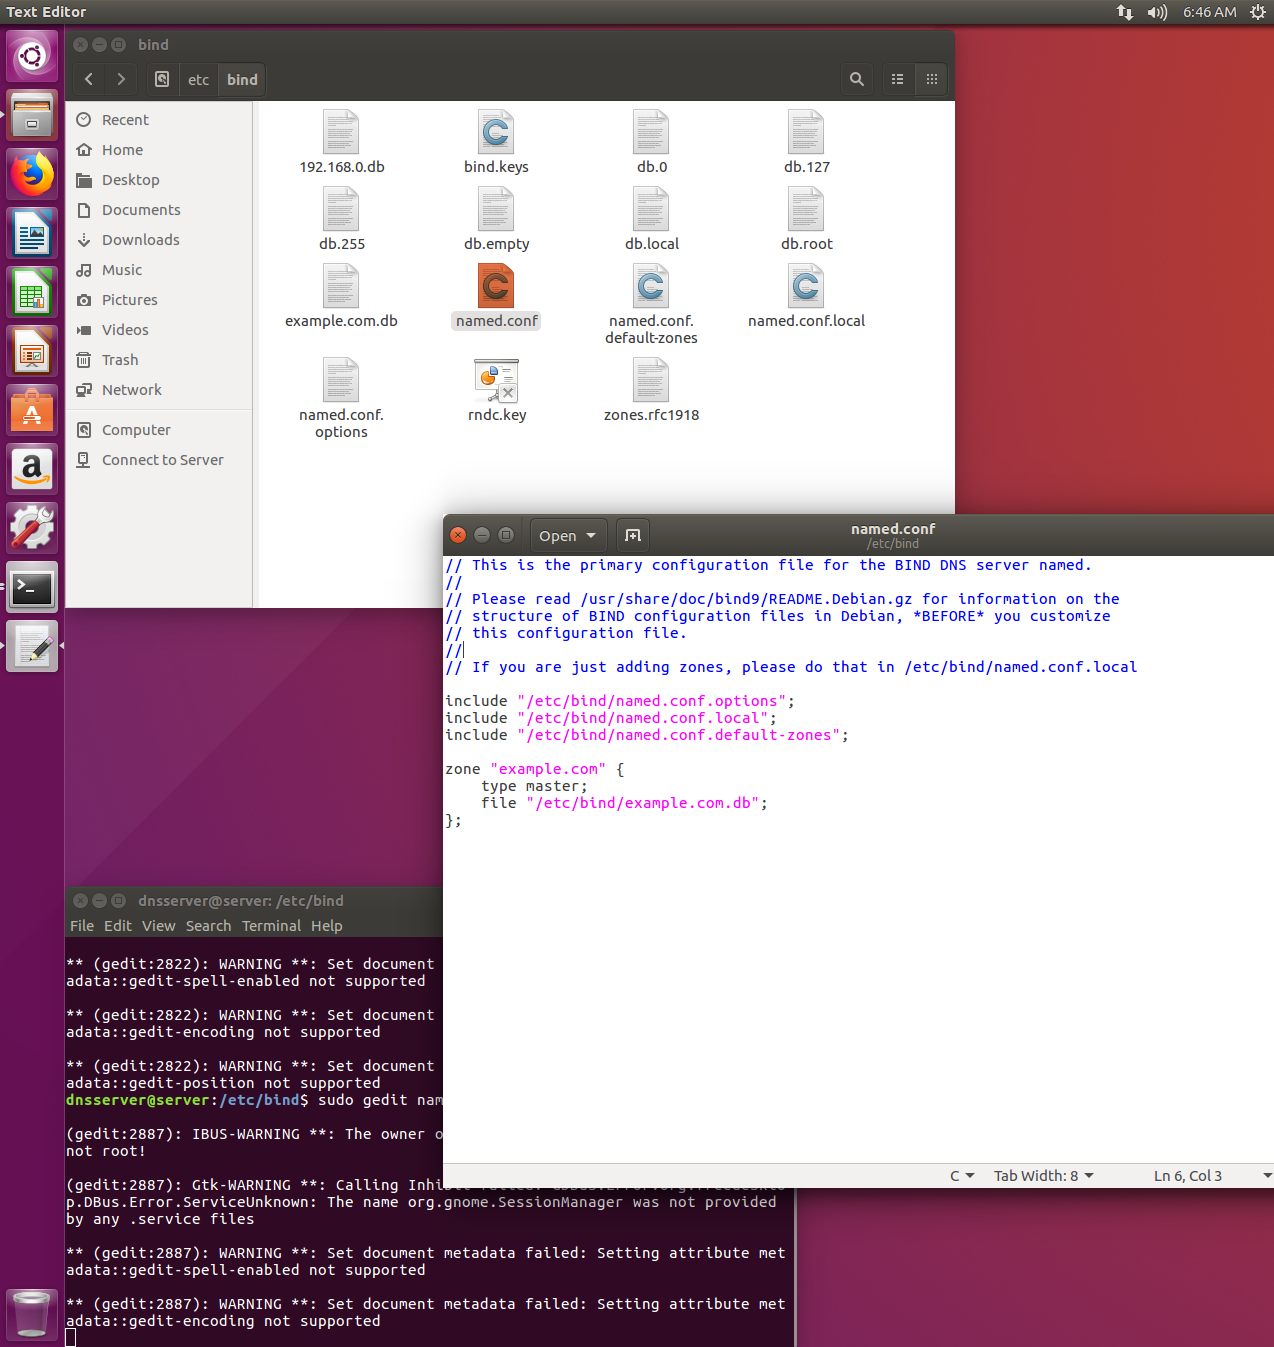 Text Editor
6:46 AM
bind
etc
bind
Recent
Home
Desktop
Documents
Downloads
Music
Pictures
Videos
Trash
Network
Computer
Connect to Server
192.168.0.db
bind.keys
db.0
db.127
db.255
db.empty
db.local
db.root
example.com.db
named.conf
named.conf.
default-zones
named.conf.local
named.conf.
options
rndc.key
zones.rfc1918
Open
named.conf
/etc/bind
// This is the primary configuration file for the BIND DNS server named.
//
// Please read /usr/share/doc/bind9/README.Debian.gz for information on the
// structure of BIND configuration files in Debian, *BEFORE* you customize
// this configuration file.
//
// If you are just adding zones, please do that in /etc/bind/named.conf.local
include "/etc/bind/named.conf.options";
include "/etc/bind/named.conf.local";
include "/etc/bind/named.conf.default-zones";
zone "example.com" {
    type master;
    file "/etc/bind/example.com.db";
};
C
Tab Width: 8
Ln 6, Col 3
dnsserver@server: /etc/bind
File Edit View Search Terminal Help
** (gedit:2822): WARNING **: Set document
adata::gedit-spell-enabled not supported
** (gedit:2822): WARNING **: Set document
adata::gedit-encoding not supported
** (gedit:2822): WARNING **: Set document
adata::gedit-position not supported
dnsserver@server:/etc/bind$ sudo gedit nam
(gedit:2887): IBUS-WARNING **: The owner o
not root!
(gedit:2887): Gtk-WARNING **: Calling
p.DBus.Error.ServiceUnknown: The name org.gnome.SessionManager was not provided
by any .service files
** (gedit:2887): WARNING **: Set document metadata failed: Setting attribute met
adata::gedit-spell-enabled not supported
** (gedit:2887): WARNING **: Set document metadata failed: Setting attribute met
adata::gedit-encoding not supported